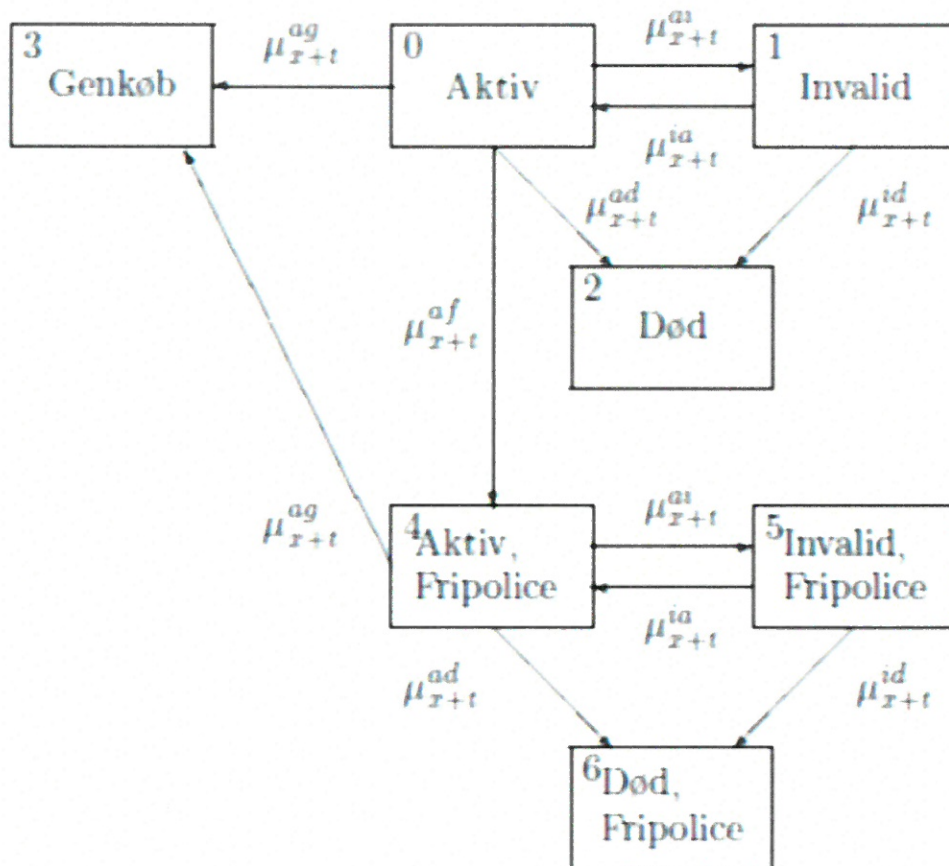 3
Genkøb
μ^{ag}_{x+t}
0
Aktiv
μ^{ai}_{x+t}
μ^{ia}_{x+t}
1
Invalid
μ^{ad}_{x+t}
μ^{id}_{x+t}
2
Død
μ^{af}_{x+t}
μ^{ag}_{x+t}
4
Aktiv,
Fripolice
μ^{ai}_{x+t}
μ^{ia}_{x+t}
5
Invalid,
Fripolice
μ^{ad}_{x+t}
μ^{id}_{x+t}
6
Død,
Fripolice